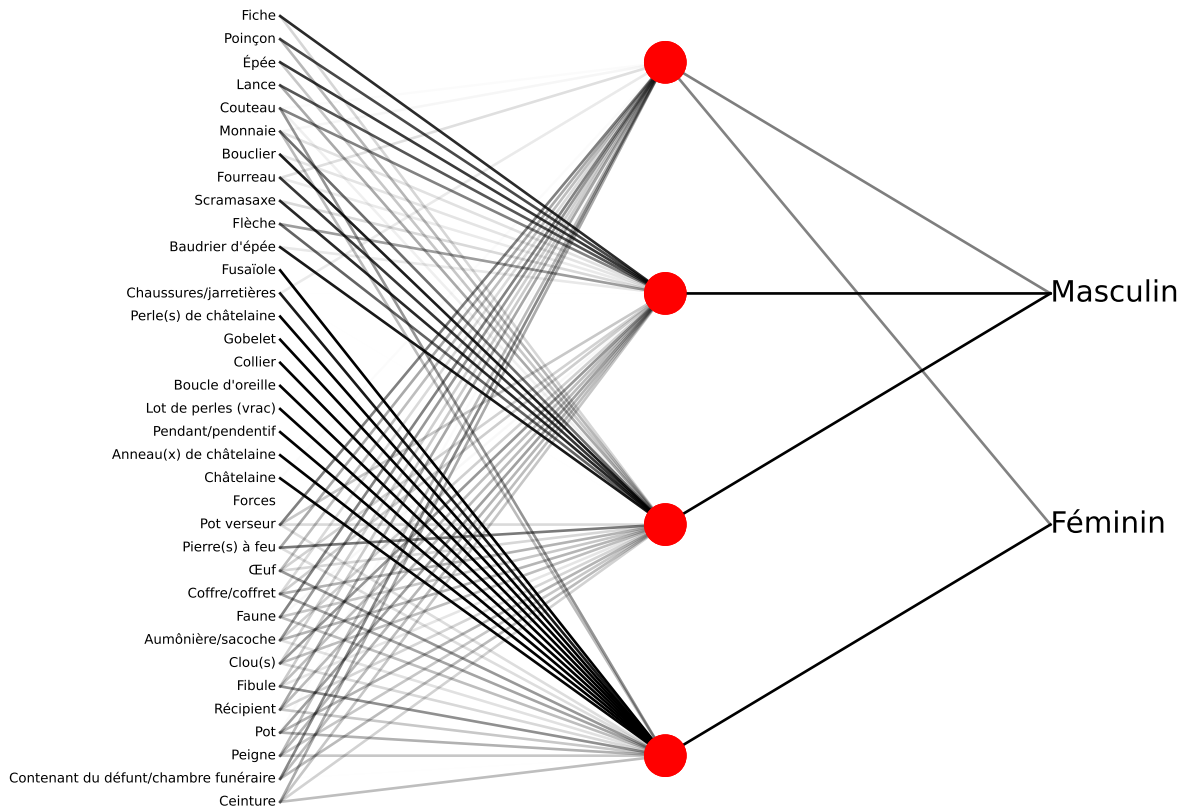 Fiche
Poinçon
Épée
Lance
Couteau
Monnaie
Bouclier
Fourreau
Scramasaxe
Flèche
Baudrier d'épée
Fusaïole
Chaussures/jarretières
Perle(s) de châtelaine
Gobelet
Collier
Boucle d'oreille
Lot de perles (vrac)
Pendant/pendentif
Anneau(x) de châtelaine
Châtelaine
Forces
Pot verseur
Pierre(s) à feu
Œuf
Coffre/coffret
Faune
Aumônière/sacoche
Clou(s)
Fibule
Récipient
Pot
Peigne
Contenant du défunt/chambre funéraire
Ceinture
Masculin
Féminin